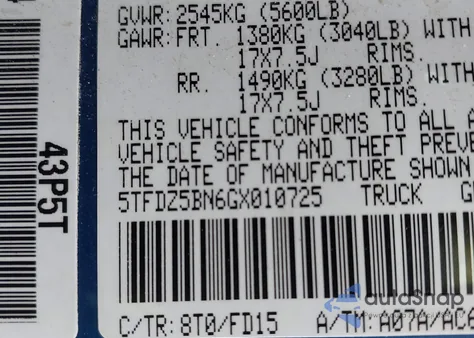 GVWR: 2545KG (5600LB)
GAWR: FRT. 1380KG (3040LB) WITH
17X7.5J RIMS.
RR. 1490KG (3280LB) WITH
17X7.5J RIMS.
THIS VEHICLE CONFORMS TO ALL A
VEHICLE SAFETY AND THEFT PREVE
THE DATE OF MANUFACTURE SHOWN
5TFDZ5BN6GX010725 TRUCK G
C/TR: 8T0/FD15 A/TM: A07A/AC6
43P5T
autoSnap